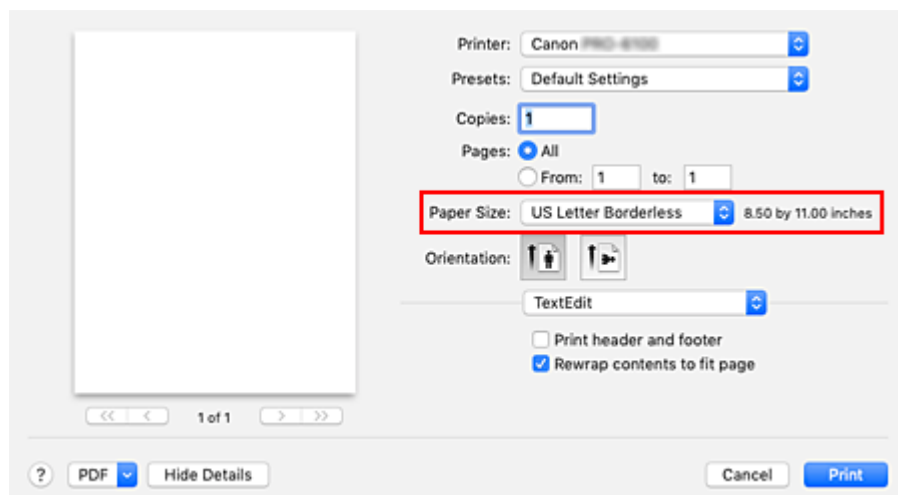 Printer: Canon
Presets: Default Settings
Copies: 1
Pages: All
From: 1 to: 1
Paper Size: US Letter Borderless 8.50 by 11.00 inches
Orientation:
TextEdit
Print header and footer
Rewrap contents to fit page
<< < 1 of 1 > >>
? PDF Hide Details Cancel Print